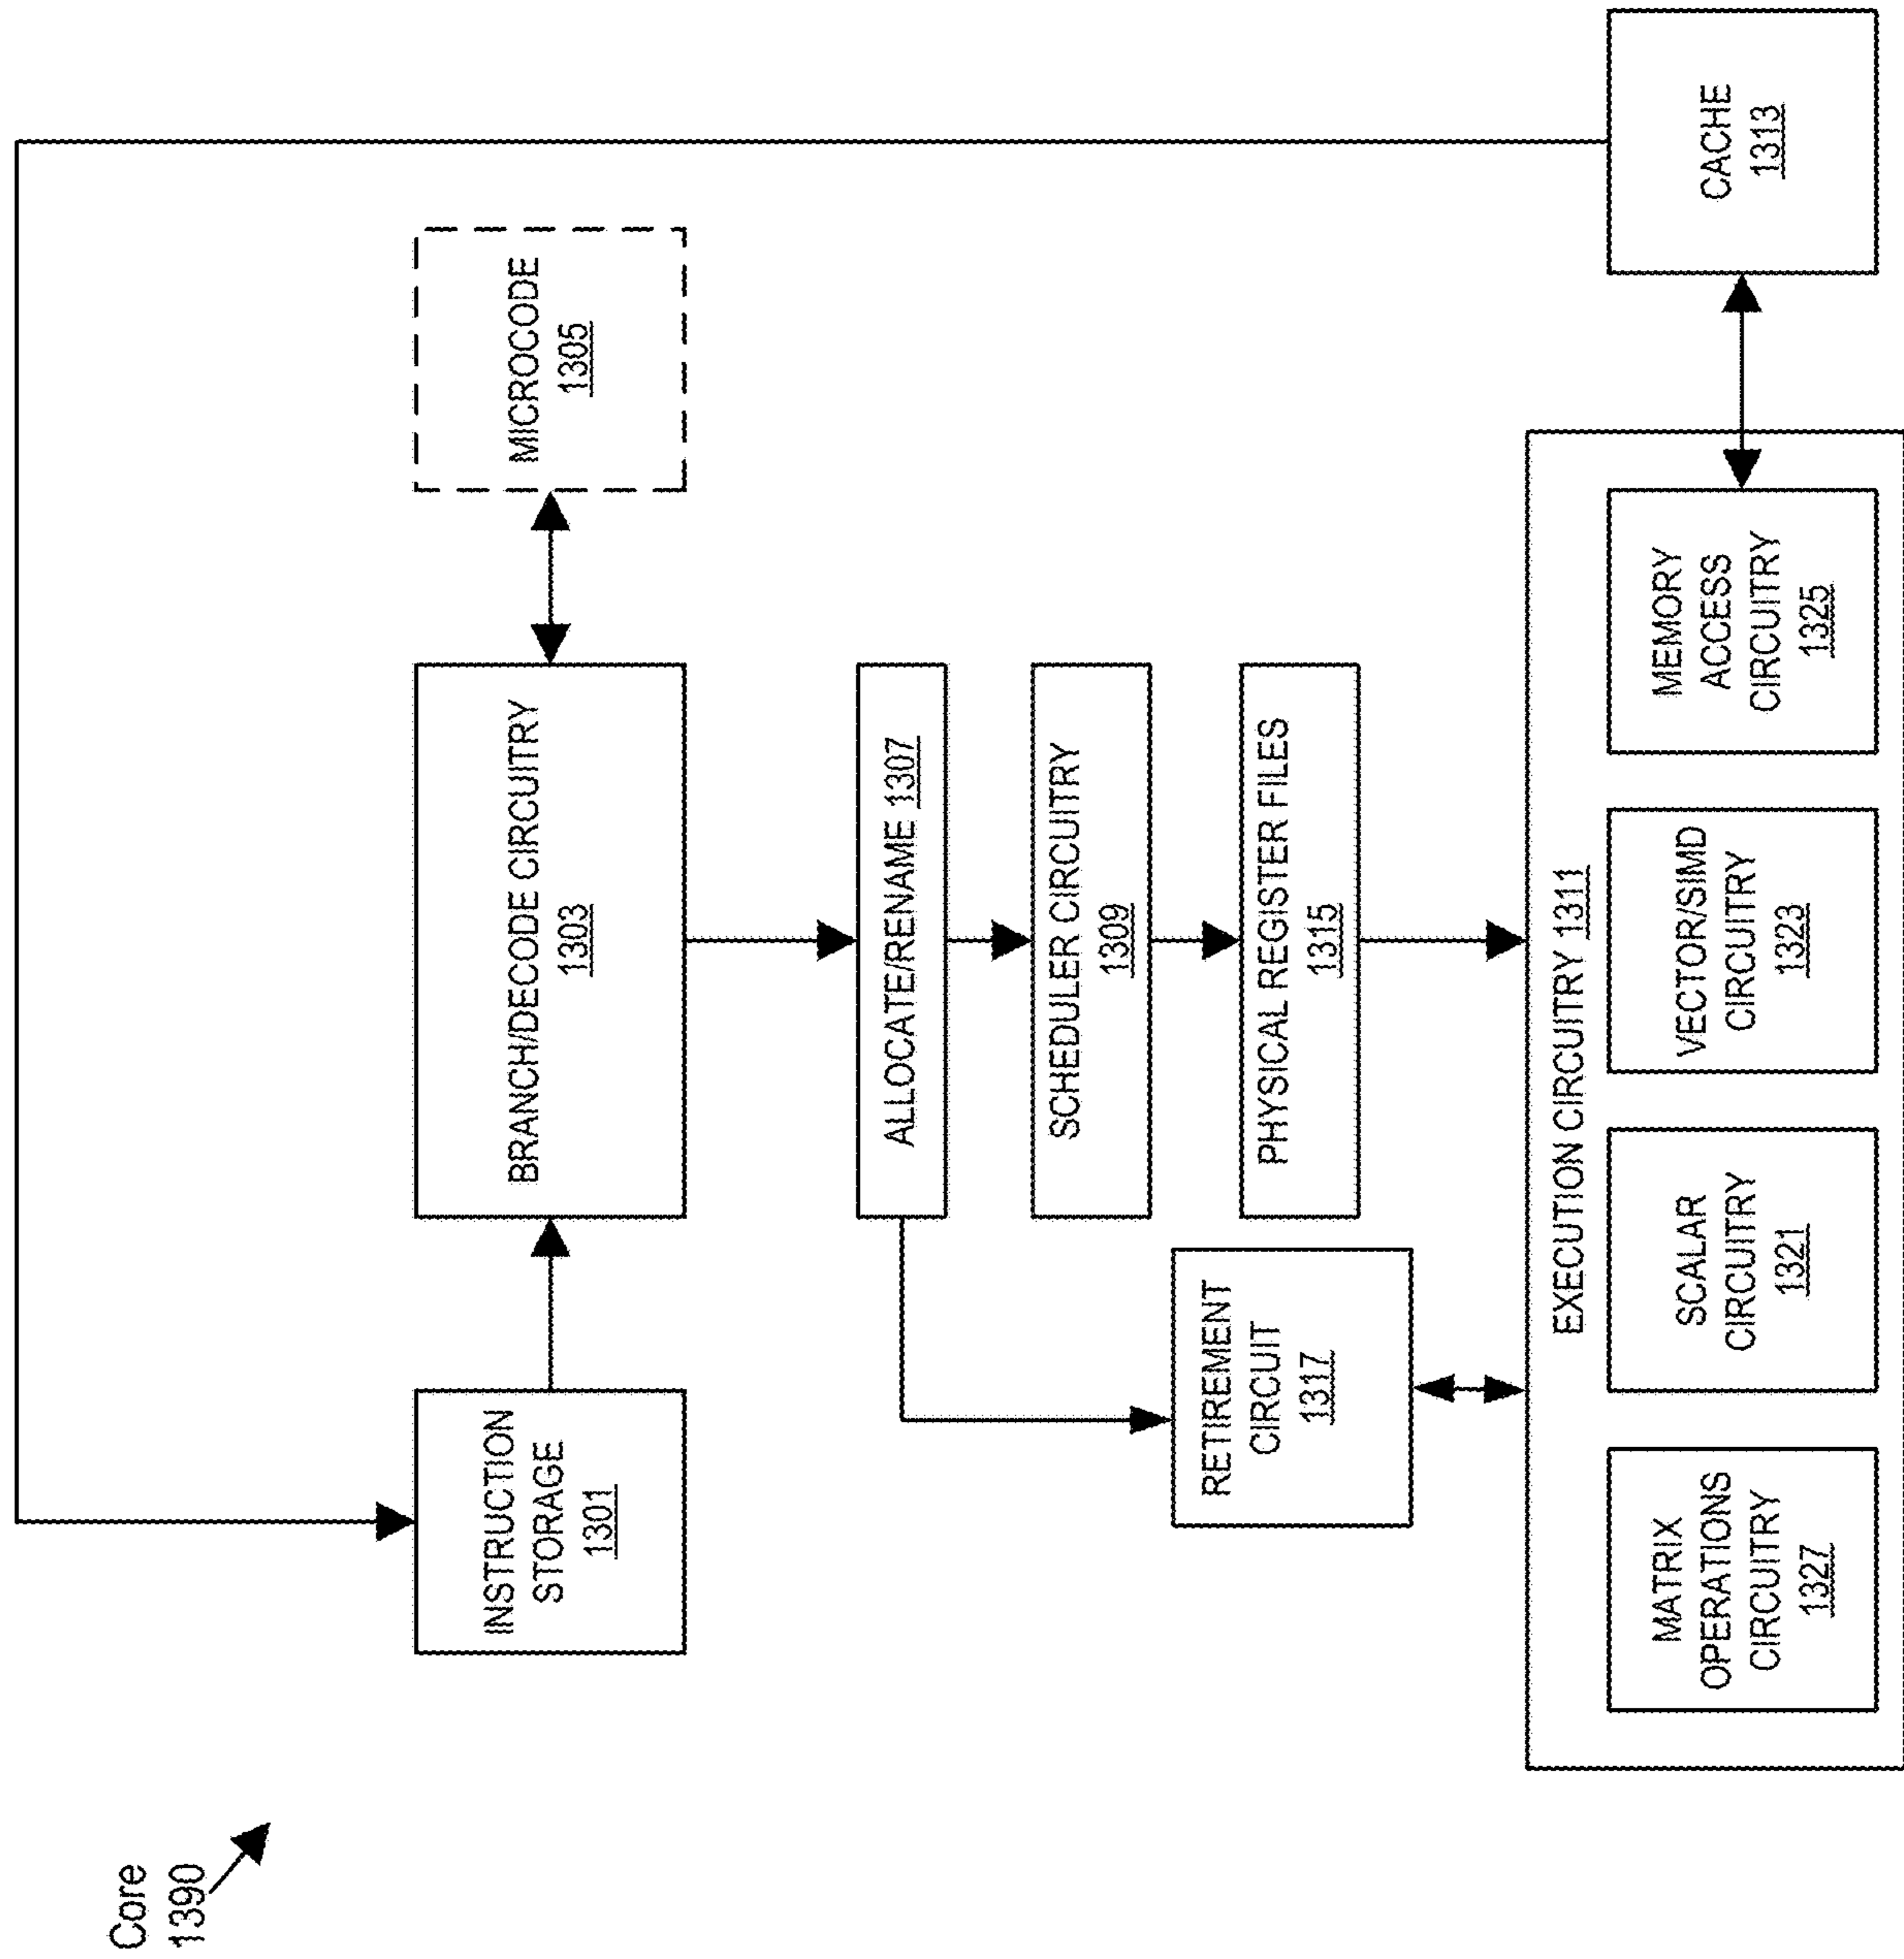 Core
1390
INSTRUCTION
STORAGE
1301
BRANCH/DECODE CIRCUITRY
1303
MICROCODE
1305
ALLOCATE/RENAME 1307
SCHEDULER CIRCUITRY
1309
RETIREMENT
CIRCUIT
1317
PHYSICAL REGISTER FILES
1315
EXECUTION CIRCUITRY 1311
MATRIX
OPERATIONS
CIRCUITRY
1327
SCALAR
CIRCUITRY
1321
VECTOR/SIMD
CIRCUITRY
1323
MEMORY
ACCESS
CIRCUITRY
1325
CACHE
1313